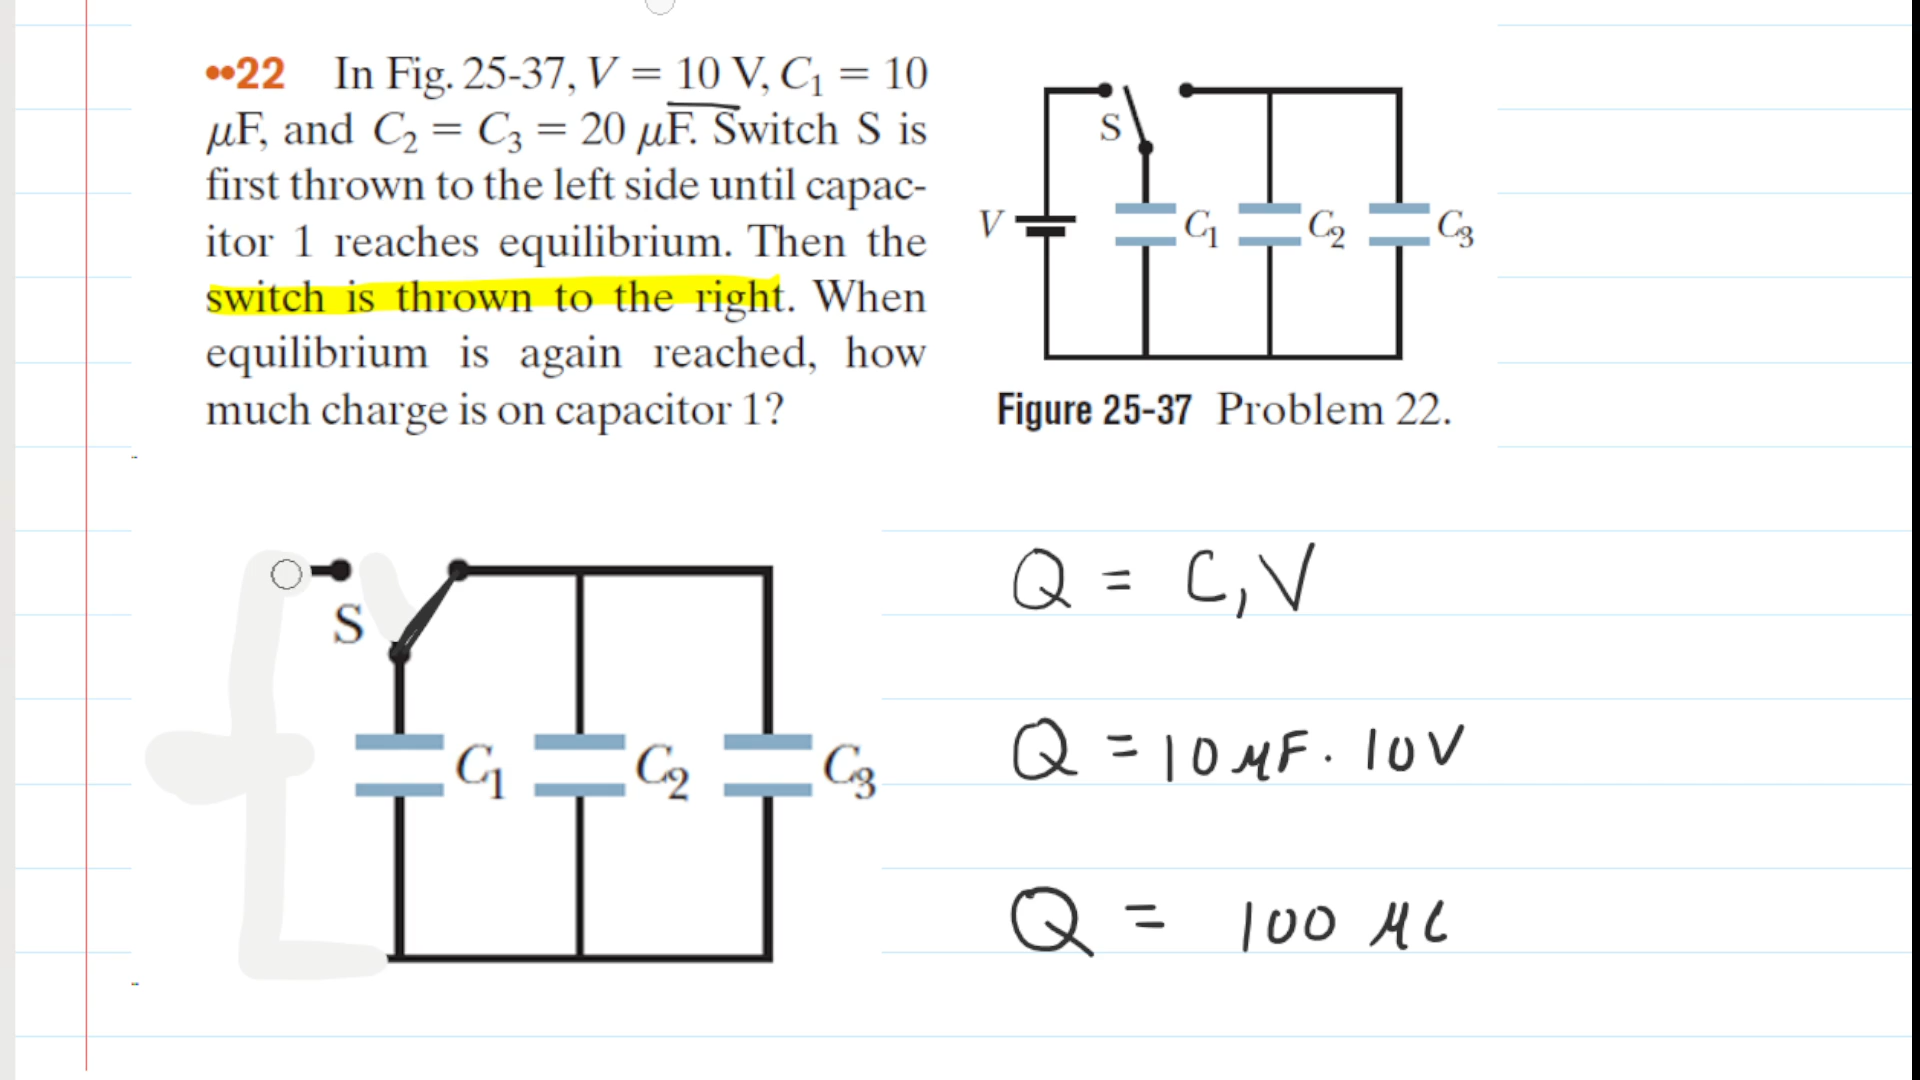 ••22 In Fig. 25-37, V = 10 V, C₁ = 10
μF, and C₂ = C₃ = 20 μF. Switch S is
first thrown to the left side until capac-
itor 1 reaches equilibrium. Then the
switch is thrown to the right. When
equilibrium is again reached, how
much charge is on capacitor 1?
S
V C₁ C₂ C₃
Figure 25-37 Problem 22.
S
C₁ C₂ C₃
Q = C₁V
Q = 10 μF · 10V
Q = 100 μC